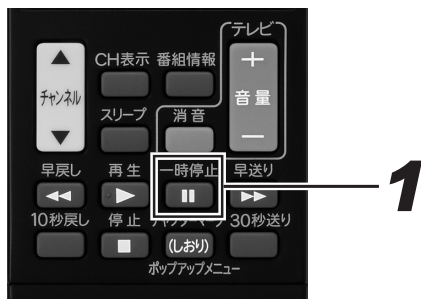 テレビ
CH表示 番組情報 +
チャンネル
音量
スリープ 消音
−
早戻し 再生 一時停止 早送り
1
10秒戻し 停止 30秒送り
(しおり)
ポップアップメニュー